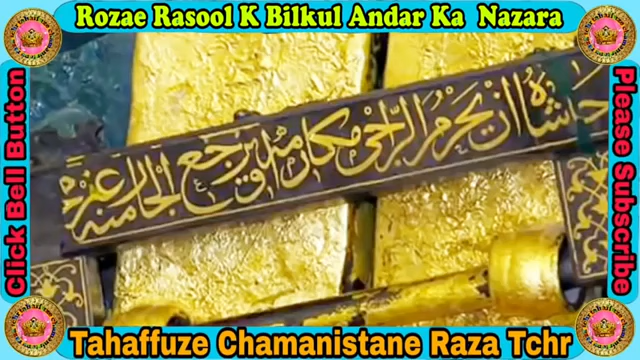 Rozae Rasool K Bilkul Andar Ka Nazara
Click Bell Button
حاشاه ان يحرم الراجي مكارمه او يرجع الجار منه غير
Please Subscribe
Tahaffuze Chamanistane Raza Tchr